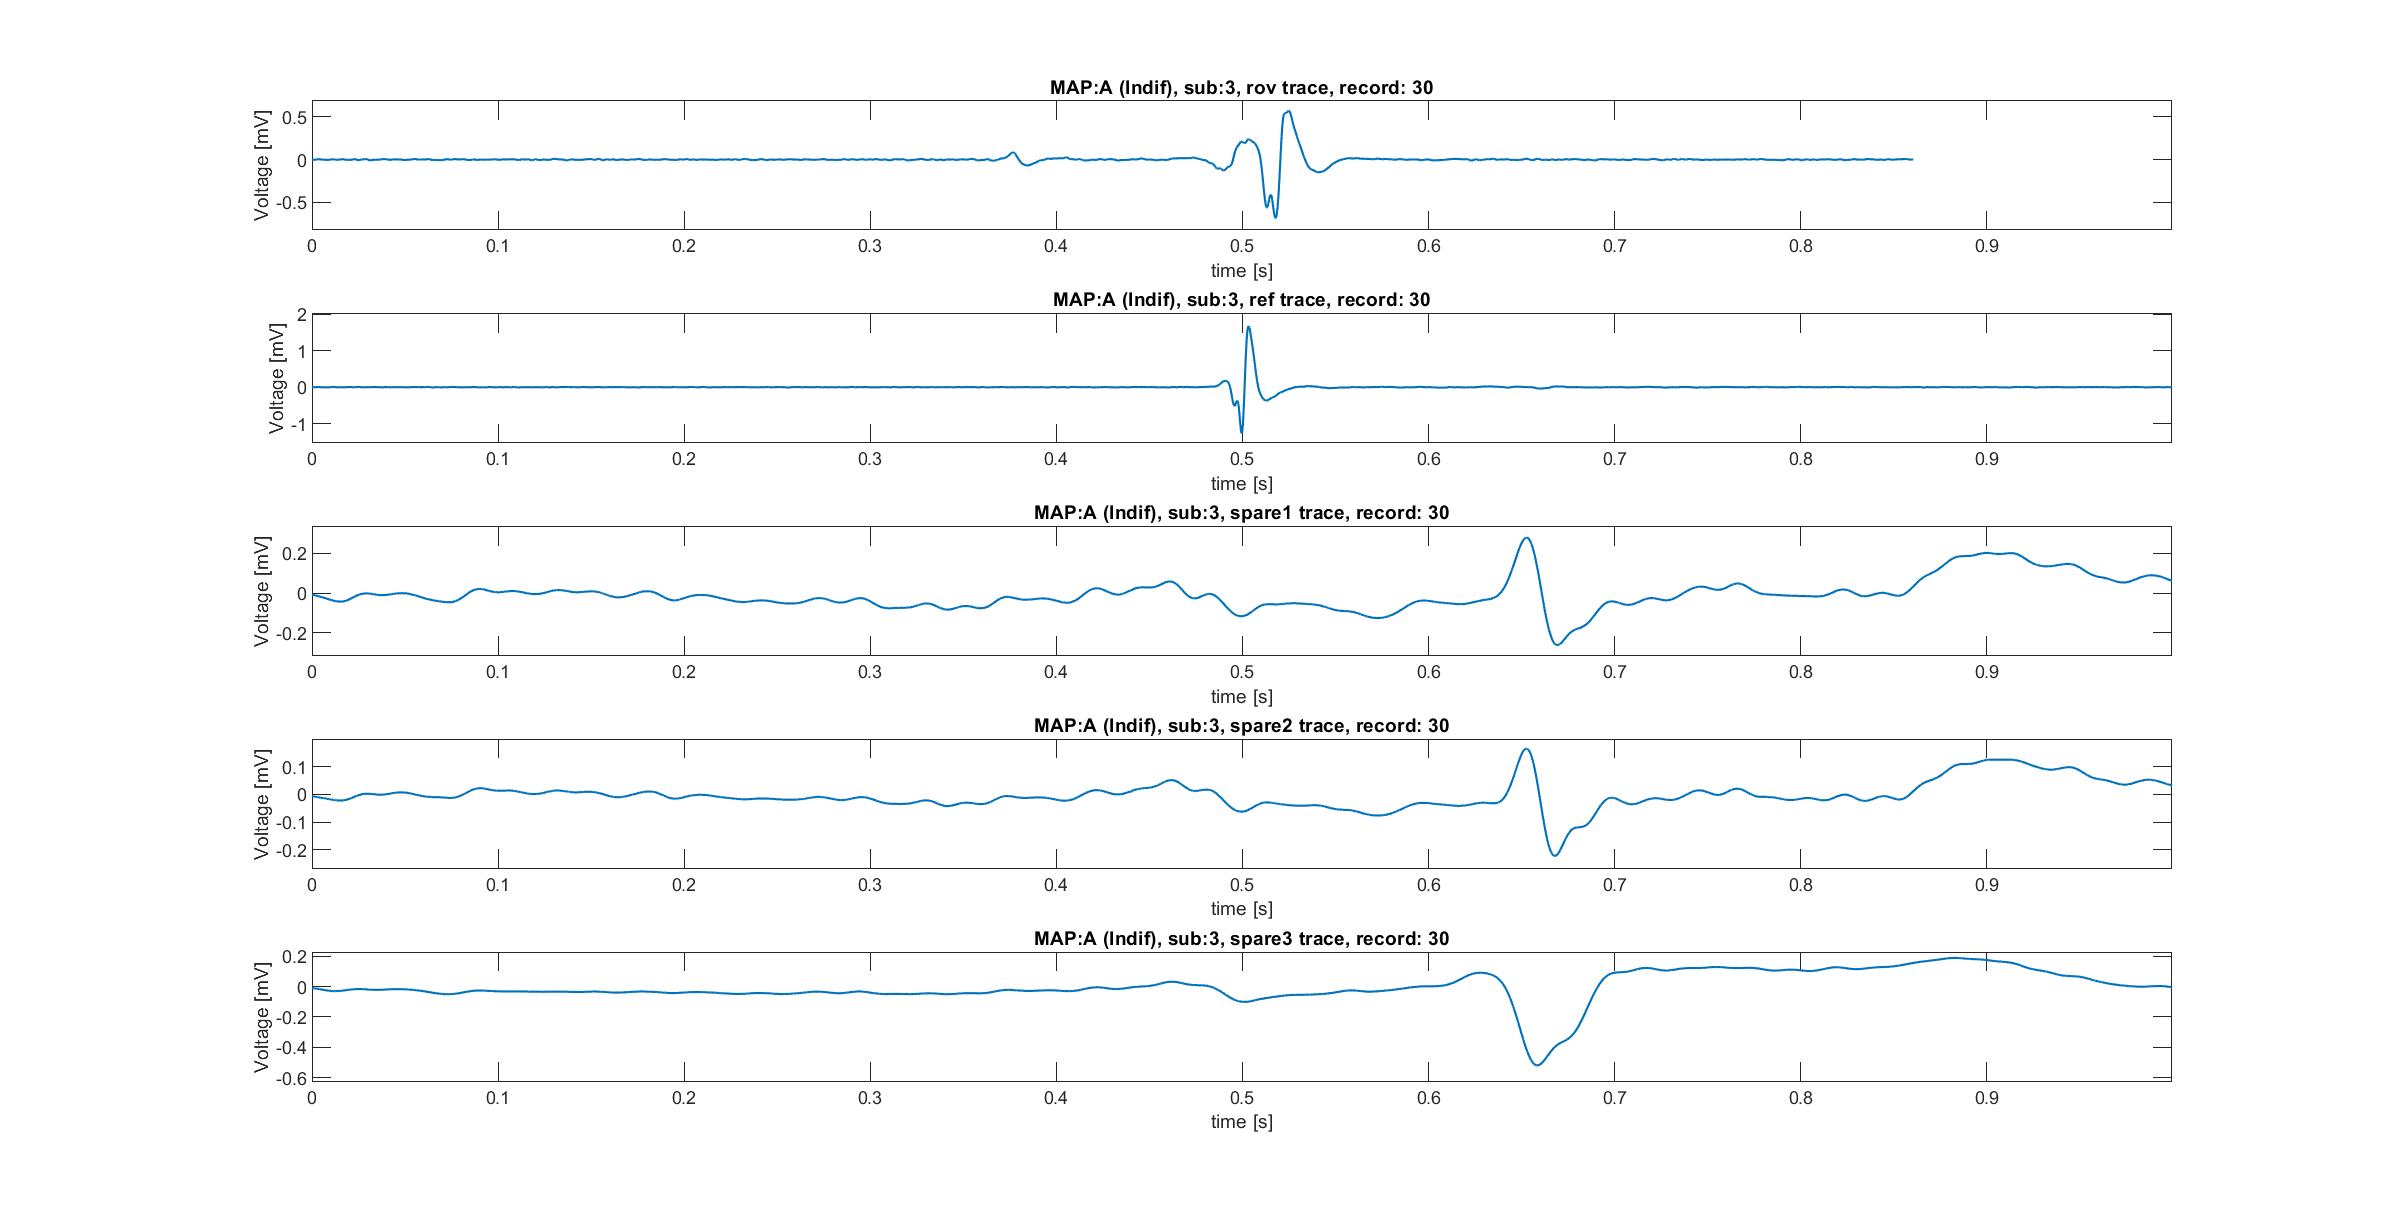 MAP:A (Indif), sub:3, rov trace, record: 30
Voltage [mV]
0.5
0
-0.5
0 0.1 0.2 0.3 0.4 0.5 0.6 0.7 0.8 0.9
time [s]
MAP:A (Indif), sub:3, ref trace, record: 30
Voltage [mV]
2
1
0
-1
0 0.1 0.2 0.3 0.4 0.5 0.6 0.7 0.8 0.9
time [s]
MAP:A (Indif), sub:3, spare1 trace, record: 30
Voltage [mV]
0.2
0
-0.2
0 0.1 0.2 0.3 0.4 0.5 0.6 0.7 0.8 0.9
time [s]
MAP:A (Indif), sub:3, spare2 trace, record: 30
Voltage [mV]
0.1
0
-0.1
-0.2
0 0.1 0.2 0.3 0.4 0.5 0.6 0.7 0.8 0.9
time [s]
MAP:A (Indif), sub:3, spare3 trace, record: 30
Voltage [mV]
0.2
0
-0.2
-0.4
-0.6
0 0.1 0.2 0.3 0.4 0.5 0.6 0.7 0.8 0.9
time [s]